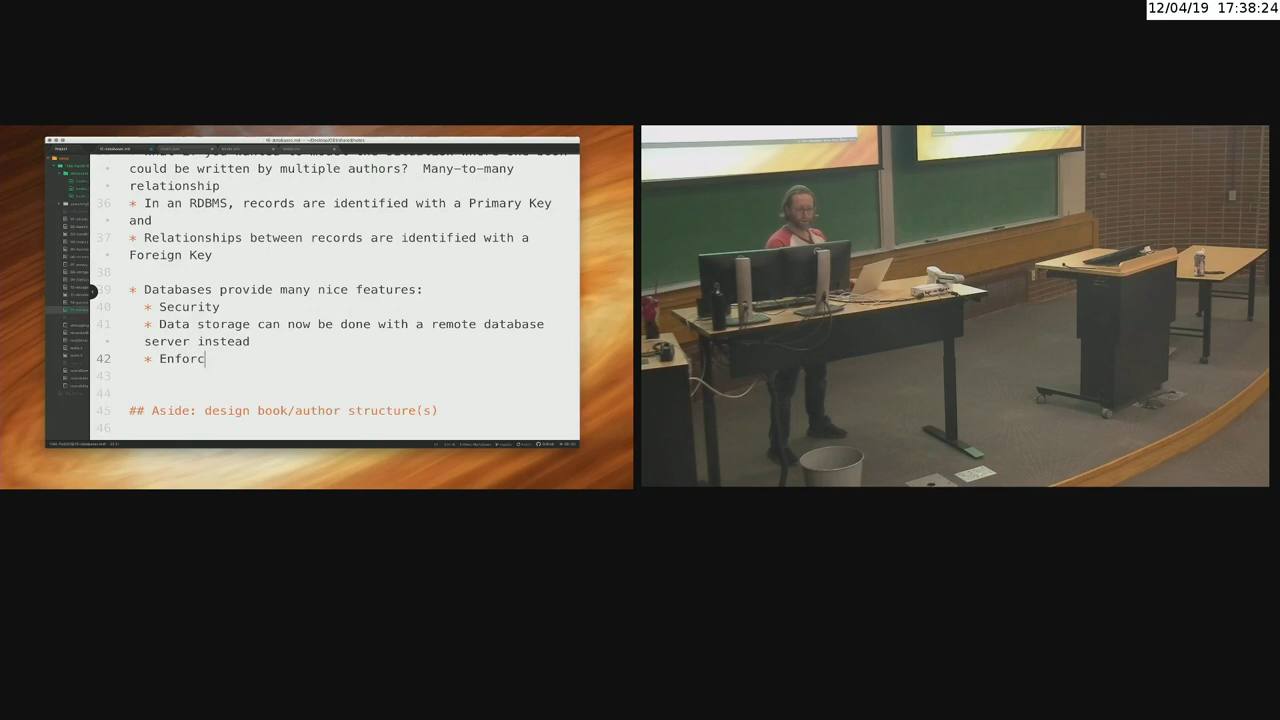 12/04/19 17:38:24
could be written by multiple authors? Many-to-many
relationship
36 * In an RDBMS, records are identified with a Primary Key
and
37 * Relationships between records are identified with a
Foreign Key
38
39 * Databases provide many nice features:
40 * Security
41 * Data storage can now be done with a remote database
server instead
42 * Enforc
43
44
45 ## Aside: design book/author structure(s)
46